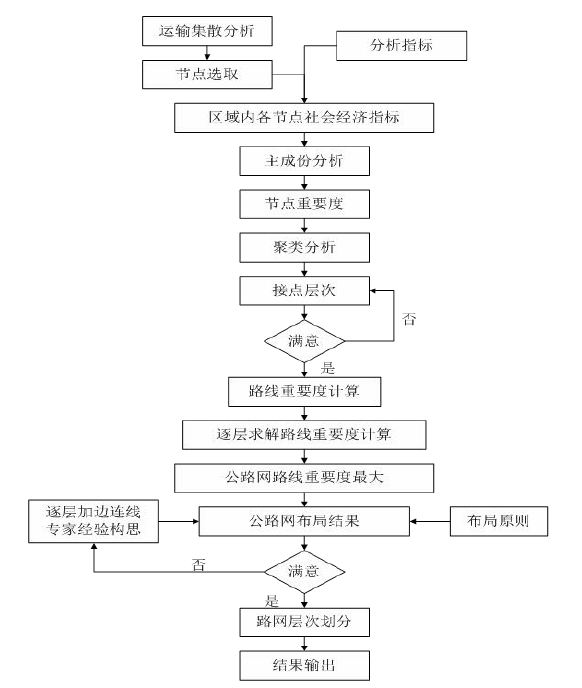 运输集散分析
分析指标
节点选取
区域内各节点社会经济指标
主成份分析
节点重要度
聚类分析
接点层次
否
满意
是
路线重要度计算
逐层求解路线重要度计算
公路网路线重要度最大
逐层加边连线
专家经验构思
公路网布局结果
布局原则
否
满意
是
路网层次划分
结果输出